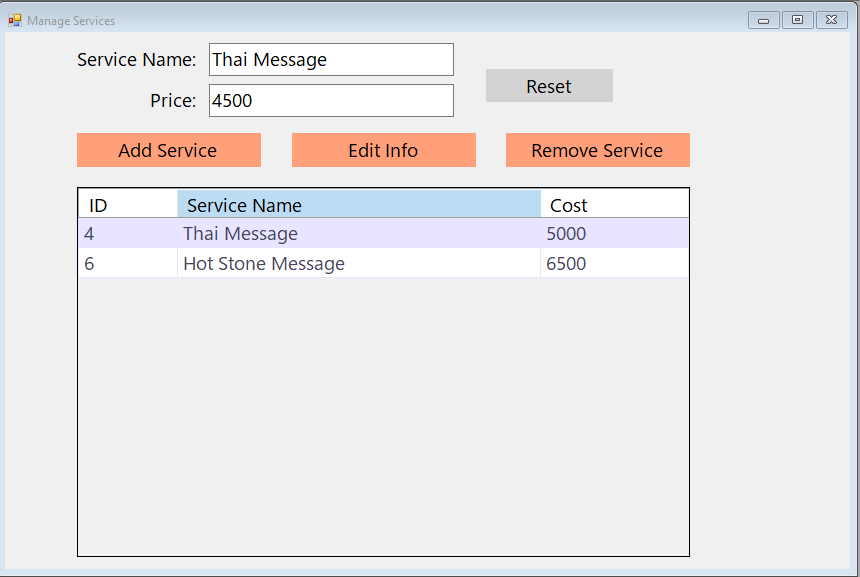 Manage Services
Service Name: Thai Message
Reset
Price: 4500
Add Service Edit Info Remove Service
ID Service Name Cost
4 Thai Message 5000
6 Hot Stone Message 6500